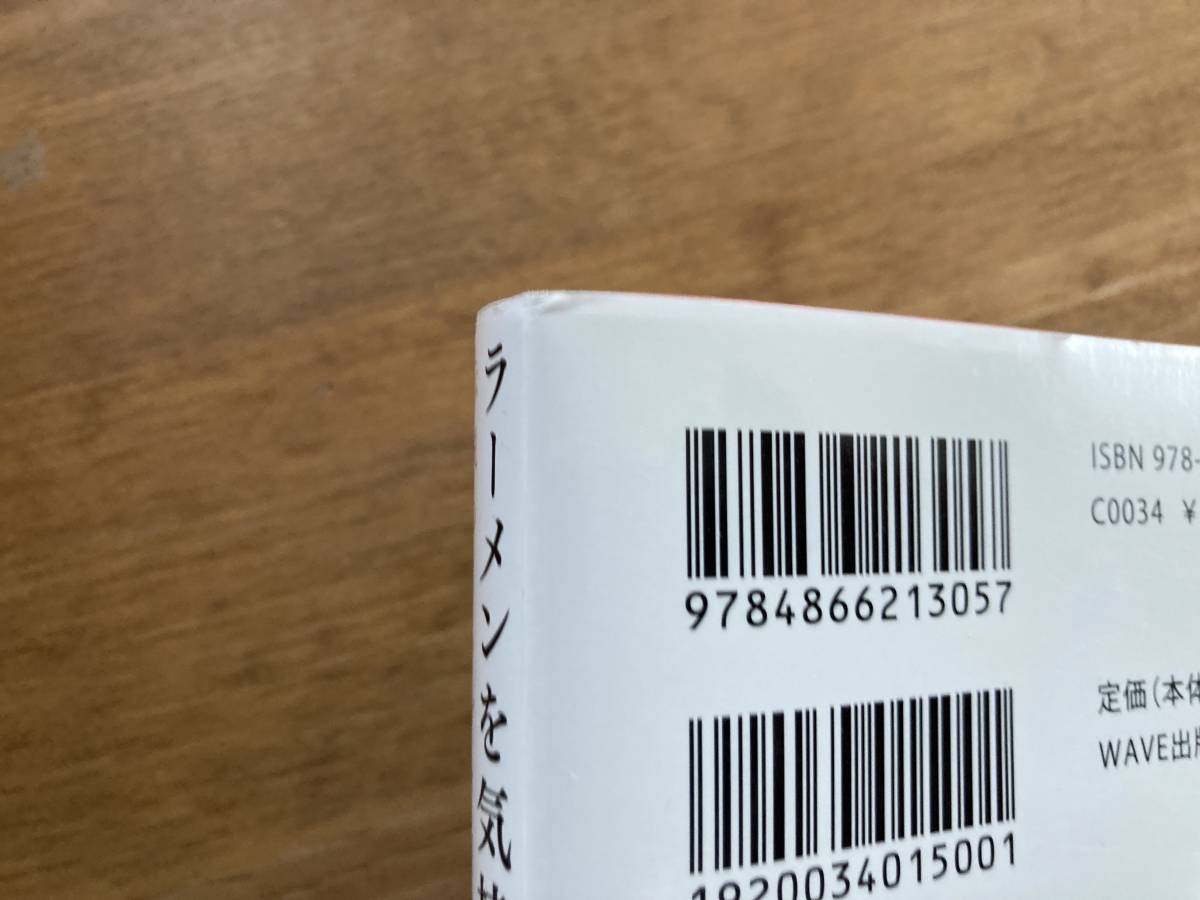 ラーメンを気
9784866213057
ISBN 978-
C0034 ¥
1920034015001
定価(本体
WAVE出版